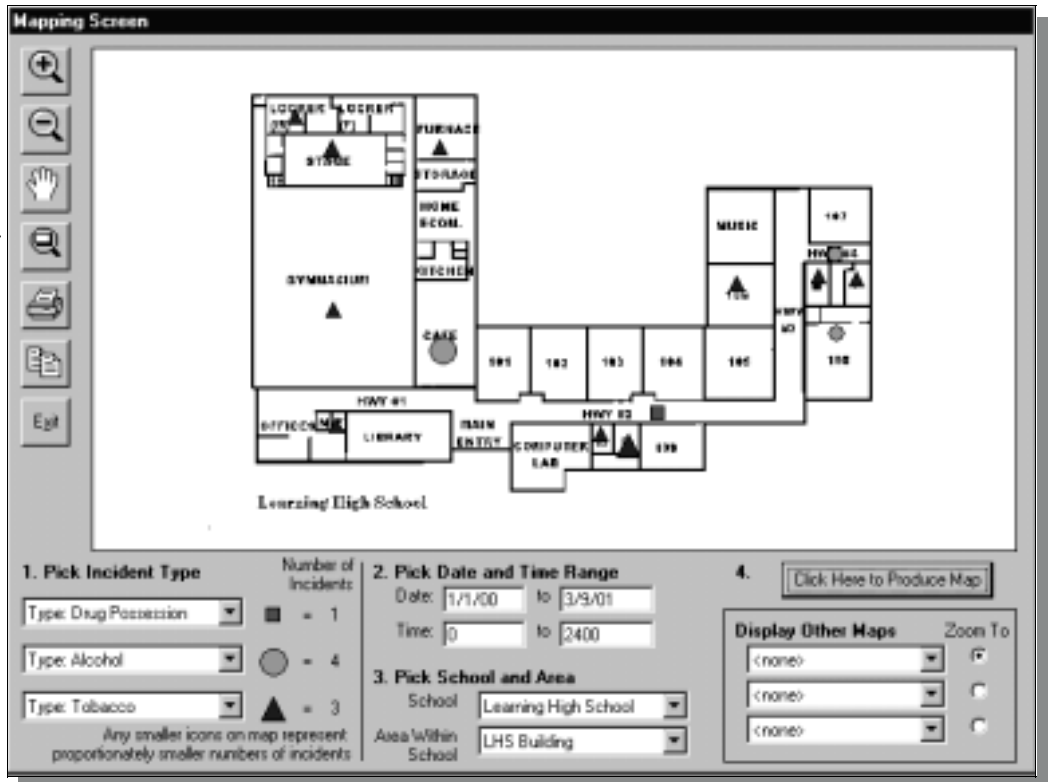 Mapping Screen
LOCKER
LOCKER
FURNACE
STAGE
STORAGE
HOME
ECON.
KITCHEN
GYMNASIUM
CAFE
MUSIC
107
101
102
103
104
105
HWY #1
HWY
OFFICES
LIBRARY
MAIN
ENTRY
COMPUTER
LAB
Learning High School
Exit
1. Pick Incident Type
Number of
Incidents
Type: Drug Possession
= 1
Type: Alcohol
= 4
Type: Tobacco
= 3
Any smaller icons on map represent
proportionately smaller numbers of incidents
2. Pick Date and Time Range
Date: 1/1/00 to 3/9/01
Time: 0 to 2400
3. Pick School and Area
School Learning High School
Area Within
School
LHS Building
4. Click Here to Produce Map
Display Other Maps Zoom To
<none>
<none>
<none>